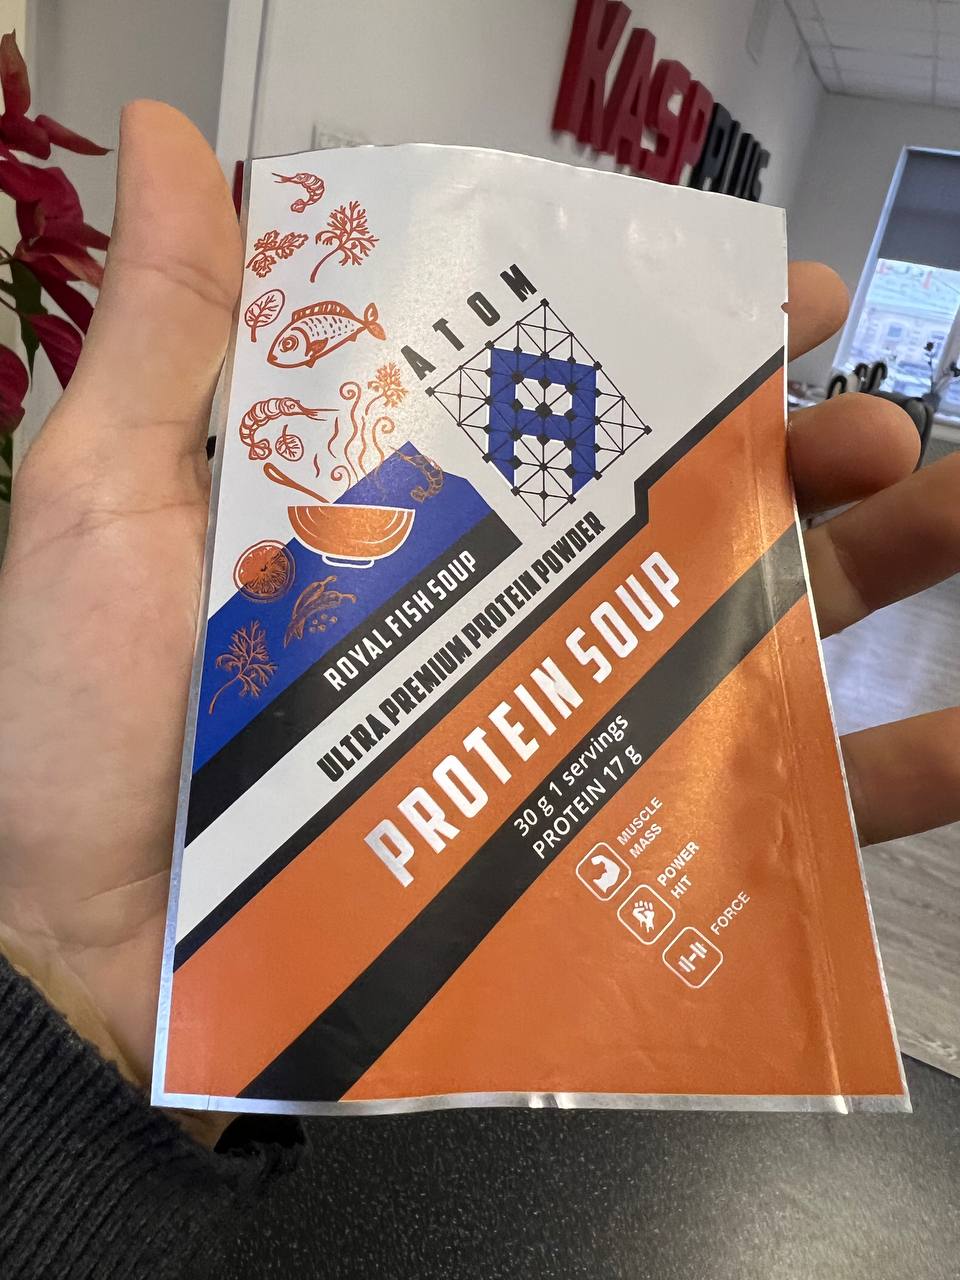 KASPPLUS
ATOM
A
ROYAL FISH SOUP
ULTRA PREMIUM PROTEIN POWDER
PROTEIN SOUP
30 g 1 servings
PROTEIN 17 g
MUSCLE
MASS
POWER
HIT
FORCE